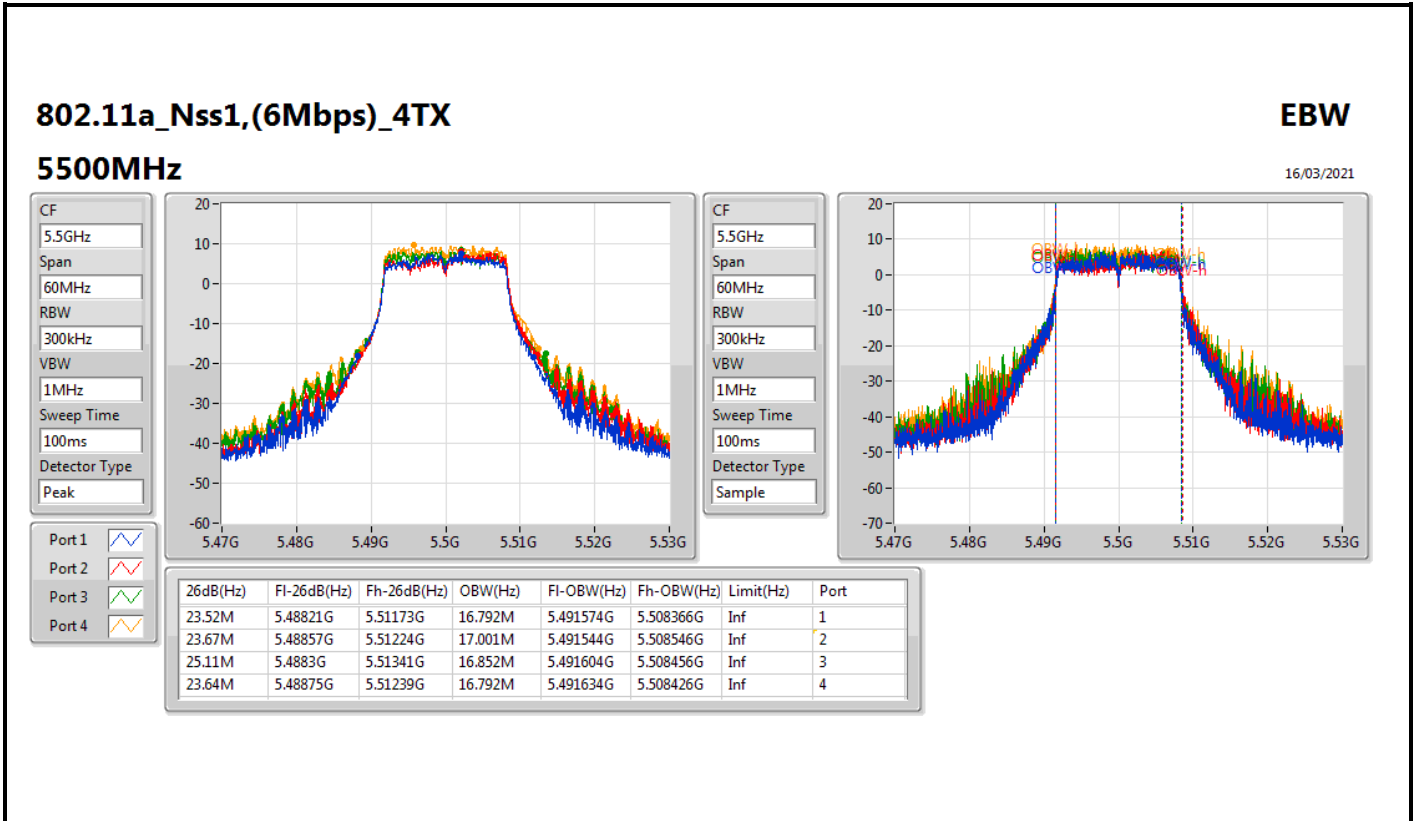 802.11a_Nss1,(6Mbps)_4TX
EBW
5500MHz
16/03/2021
CF
5.5GHz
Span
60MHz
RBW
300kHz
VBW
1MHz
Sweep Time
100ms
Detector Type
Peak
20
10
0
-10
-20
-30
-40
-50
-60
5.47G 5.48G 5.49G 5.5G 5.51G 5.52G 5.53G
CF
5.5GHz
Span
60MHz
RBW
300kHz
VBW
1MHz
Sweep Time
100ms
Detector Type
Sample
20
10
0
-10
-20
-30
-40
-50
-60
-70
5.47G 5.48G 5.49G 5.5G 5.51G 5.52G 5.53G
Port 1
Port 2
Port 3
Port 4
26dB(Hz) Fl-26dB(Hz) Fh-26dB(Hz) OBW(Hz) Fl-OBW(Hz) Fh-OBW(Hz) Limit(Hz) Port
23.52M 5.48821G 5.51173G 16.792M 5.491574G 5.508366G Inf 1
23.67M 5.48857G 5.51224G 17.001M 5.491544G 5.508546G Inf 2
25.11M 5.4883G 5.51341G 16.852M 5.491604G 5.508456G Inf 3
23.64M 5.48875G 5.51239G 16.792M 5.491634G 5.508426G Inf 4